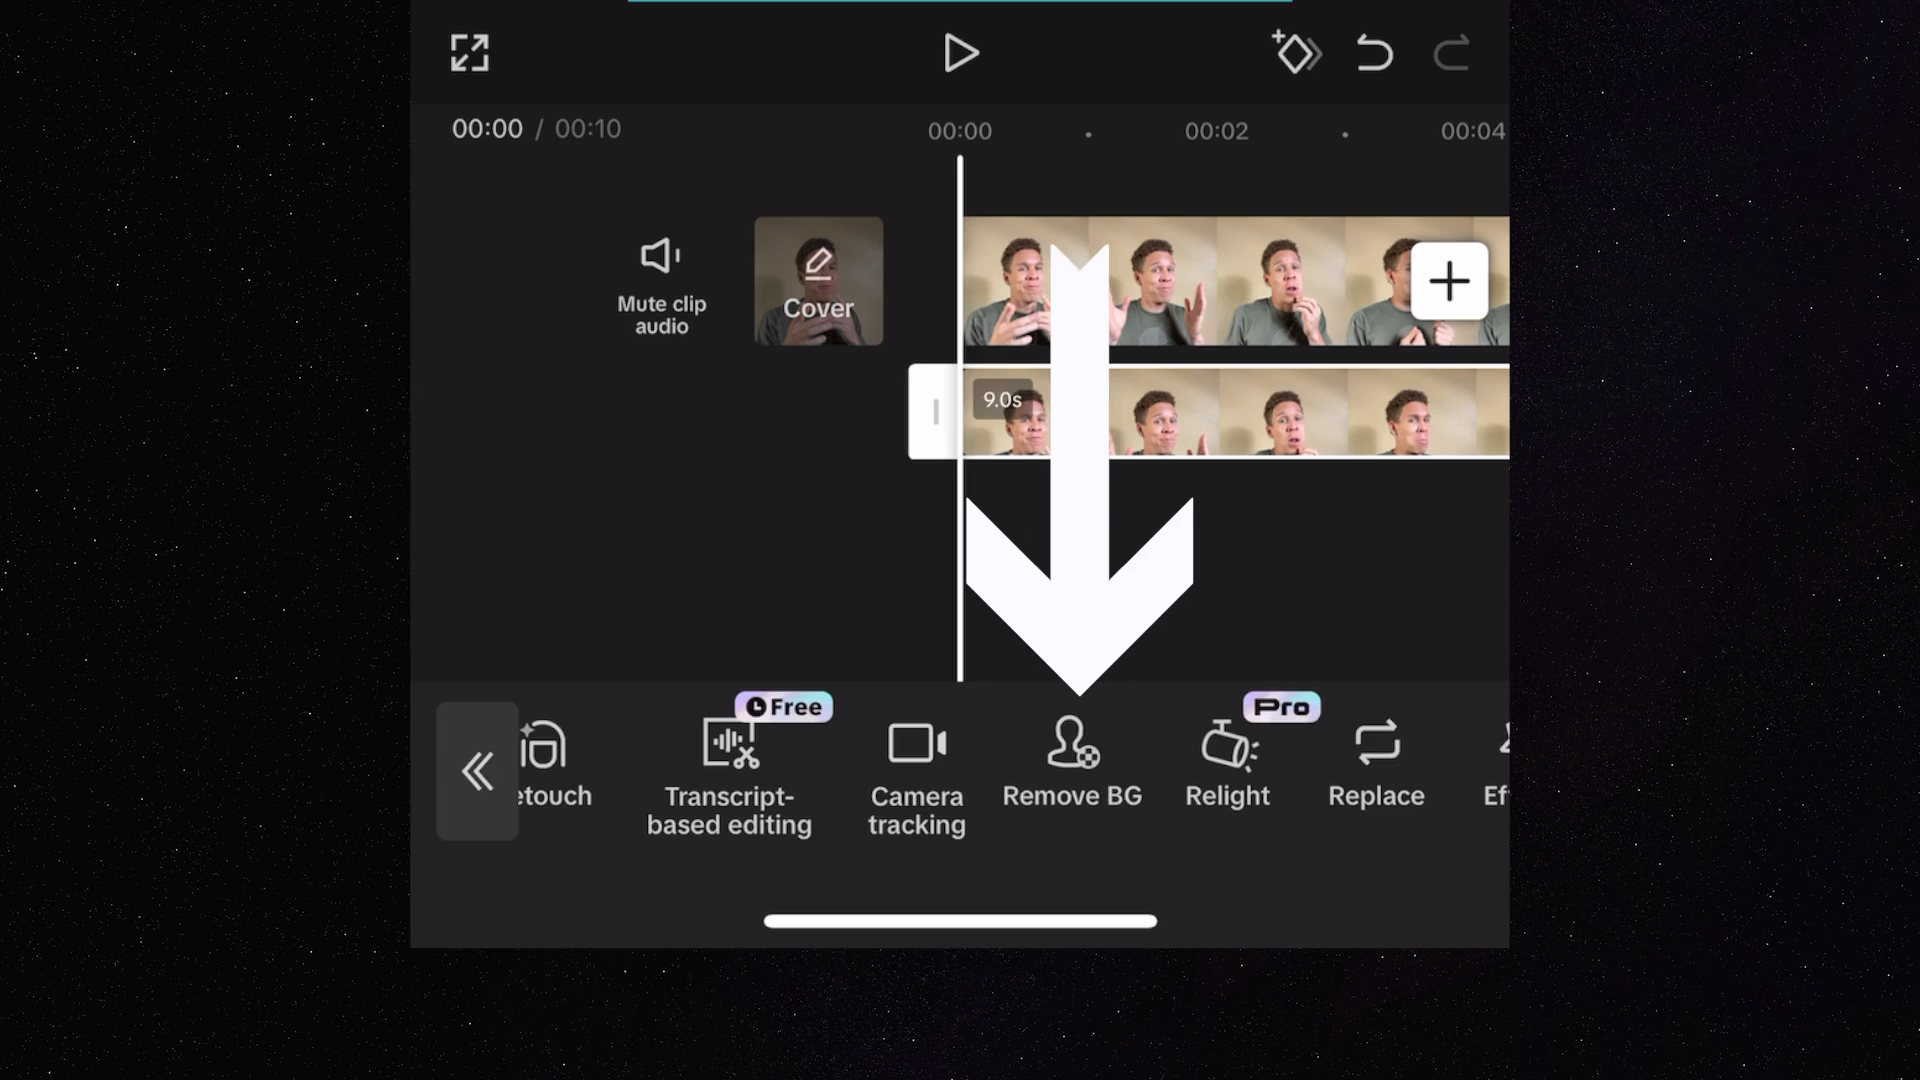 00:00 / 00:10
00:00
00:02
00:04
Mute clip
audio
Cover
9.0s
Free
Pro
etouch
Transcript-
based editing
Camera
tracking
Remove BG
Relight
Replace
Ef